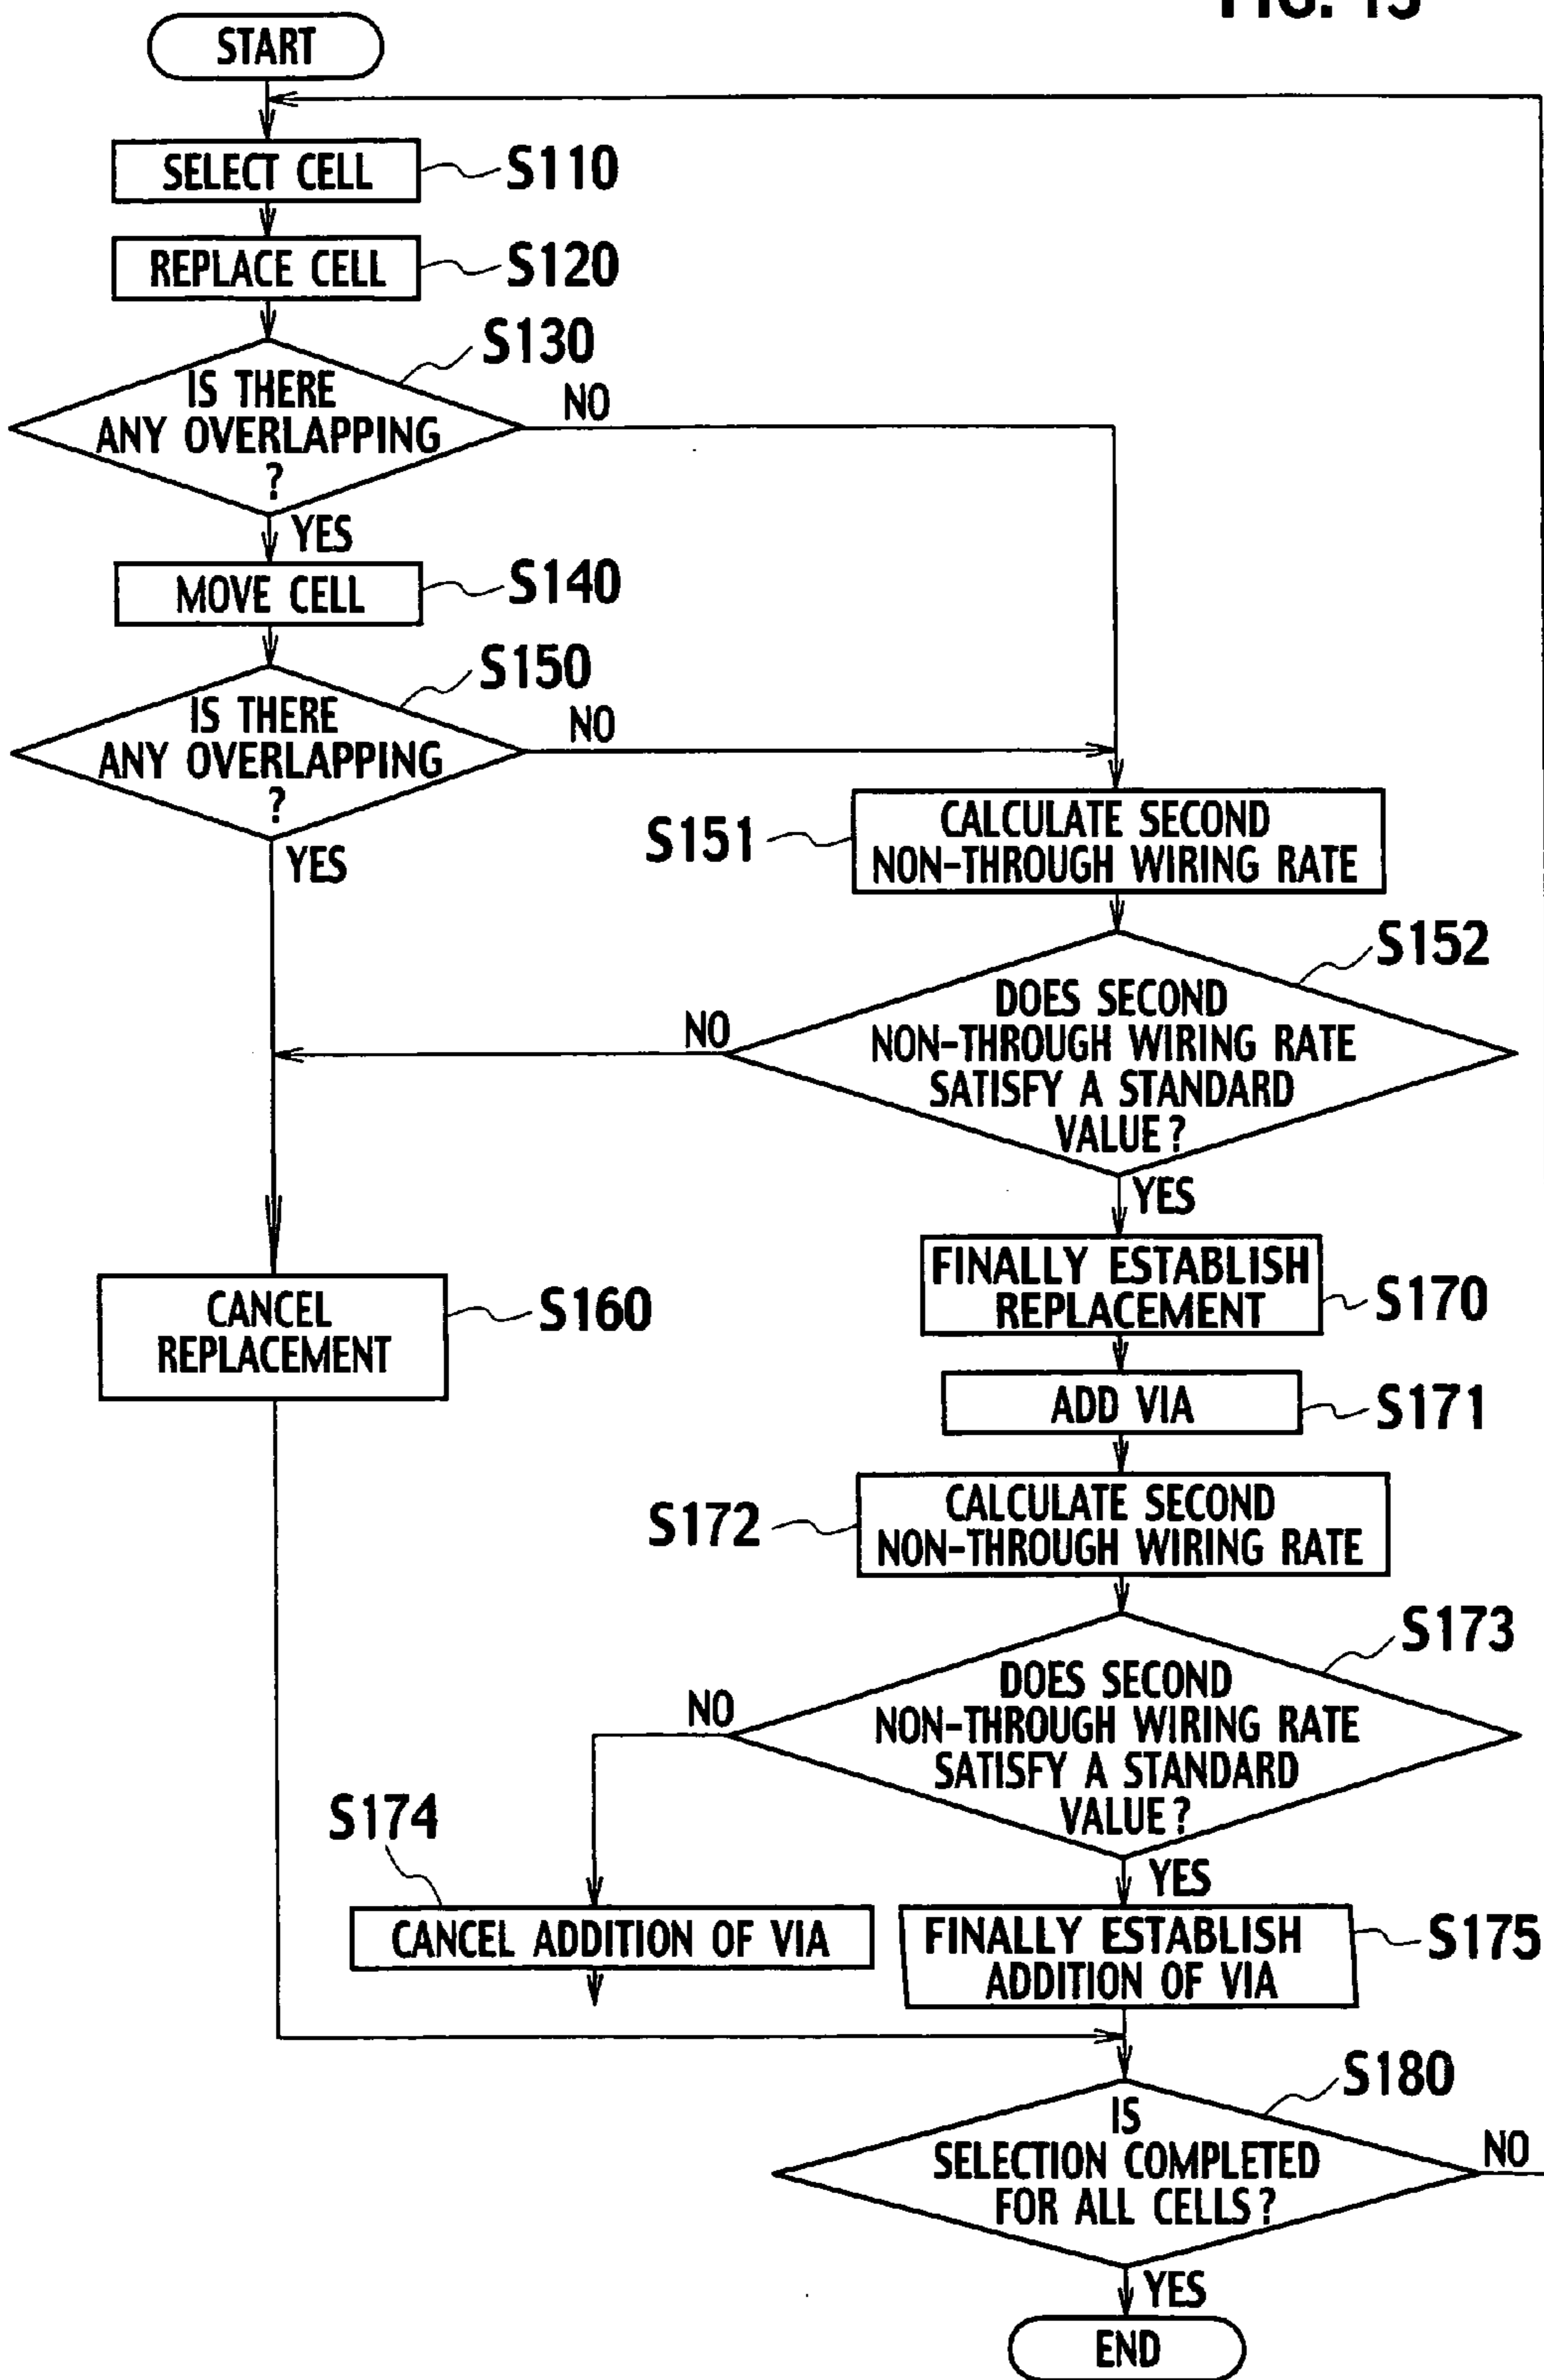 START
SELECT CELL
S110
REPLACE CELL
S120
S130
IS THERE
ANY OVERLAPPING
?
NO
YES
MOVE CELL
S140
S150
IS THERE
ANY OVERLAPPING
?
NO
YES
S151
CALCULATE SECOND
NON-THROUGH WIRING RATE
S152
DOES SECOND
NON-THROUGH WIRING RATE
SATISFY A STANDARD
VALUE?
NO
YES
CANCEL
REPLACEMENT
S160
FINALLY ESTABLISH
REPLACEMENT
S170
ADD VIA
S171
S172
CALCULATE SECOND
NON-THROUGH WIRING RATE
S173
DOES SECOND
NON-THROUGH WIRING RATE
SATISFY A STANDARD
VALUE?
NO
YES
S174
CANCEL ADDITION OF VIA
FINALLY ESTABLISH
ADDITION OF VIA
S175
S180
IS
SELECTION COMPLETED
FOR ALL CELLS?
NO
YES
END